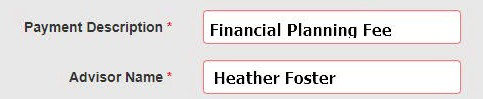 Payment Description * Financial Planning Fee
Advisor Name * Heather Foster